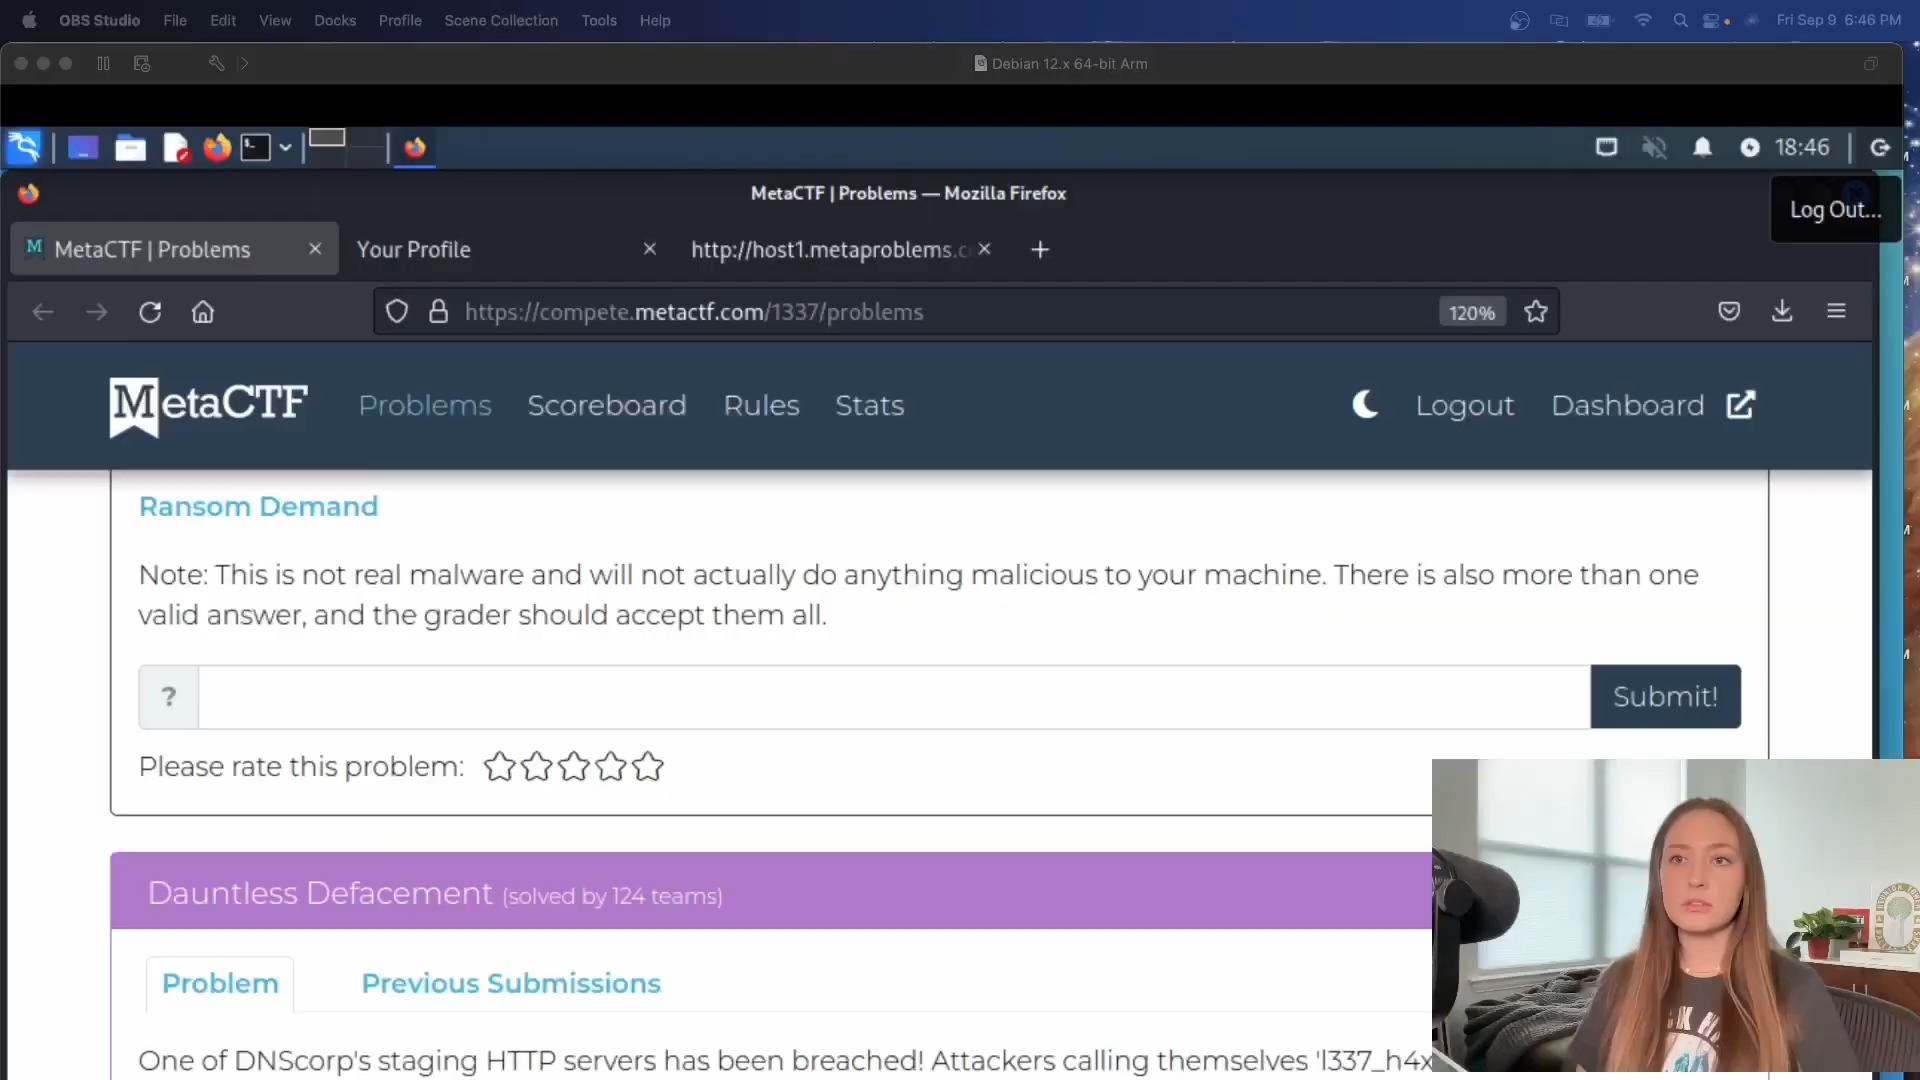 OBS Studio File Edit View Docks Profile Scene Collection Tools Help Fri Sep 9 6:46 PM
Debian 12.x 64-bit Arm
18:46
MetaCTF | Problems — Mozilla Firefox
Log Out...
MetaCTF | Problems
Your Profile
http://host1.metaproblems.c
https://compete.metactf.com/1337/problems
120%
MetaCTF Problems Scoreboard Rules Stats Logout Dashboard
Ransom Demand
Note: This is not real malware and will not actually do anything malicious to your machine. There is also more than one
valid answer, and the grader should accept them all.
?
Submit!
Please rate this problem:
Dauntless Defacement (solved by 124 teams)
Problem Previous Submissions
One of DNScorp's staging HTTP servers has been breached! Attackers calling themselves 'l337_h4x